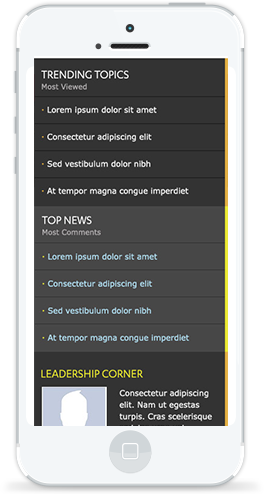 TRENDING TOPICS
Most Viewed
· Lorem ipsum dolor sit amet
· Consectetur adipiscing elit
· Sed vestibulum dolor nibh
· At tempor magna congue imperdiet
TOP NEWS
Most Comments
· Lorem ipsum dolor sit amet
· Consectetur adipiscing elit
· Sed vestibulum dolor nibh
· At tempor magna congue imperdiet
LEADERSHIP CORNER
Consectetur adipiscing
elit. Nam ut egestas
turpis. Cras scelerisque